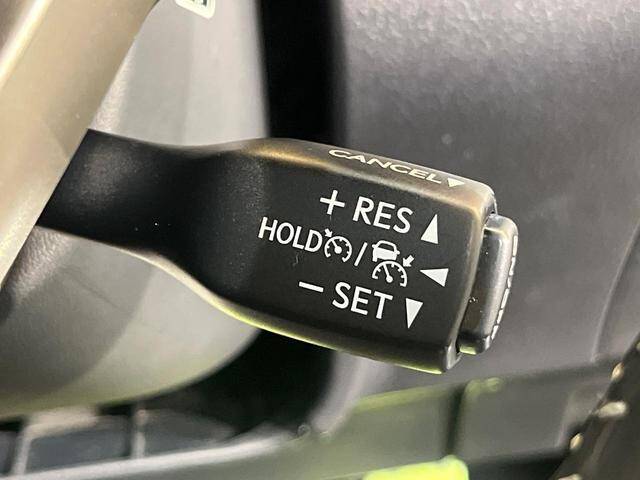 CANCEL▼
+ RES ▲
HOLD / ◀
− SET ▼